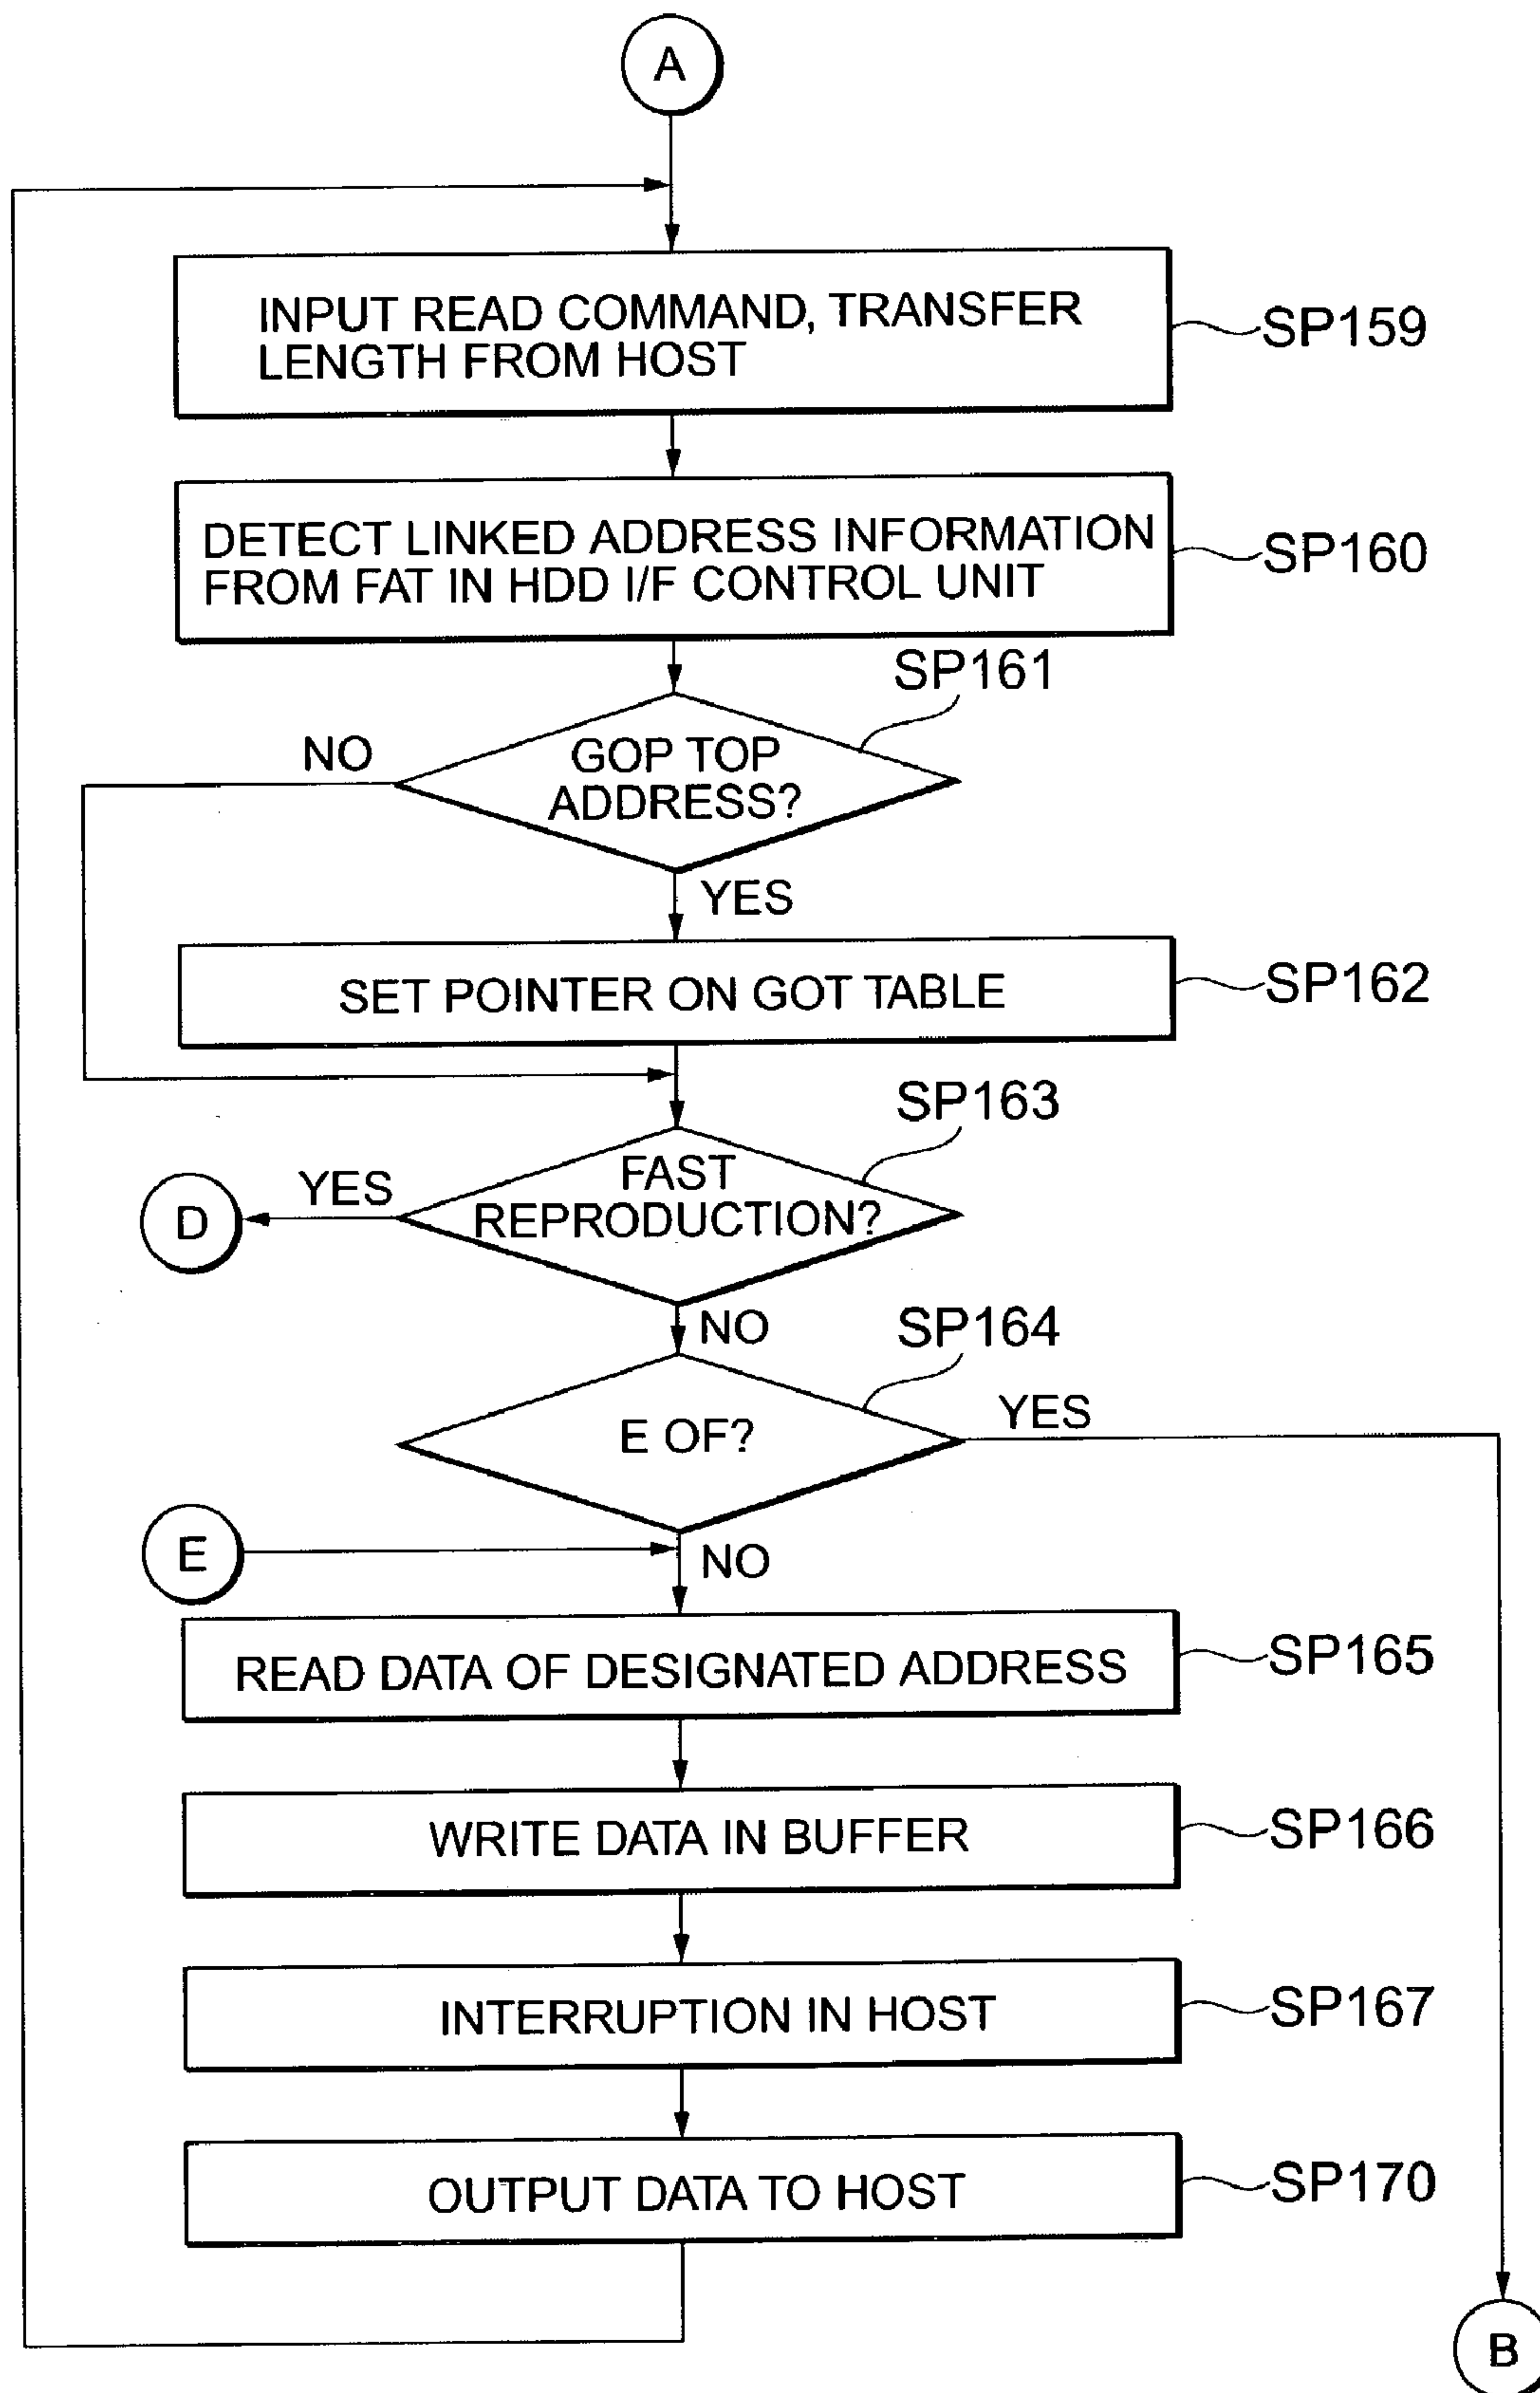 A
INPUT READ COMMAND, TRANSFER
LENGTH FROM HOST
SP159
DETECT LINKED ADDRESS INFORMATION
FROM FAT IN HDD I/F CONTROL UNIT
SP160
SP161
NO
GOP TOP
ADDRESS?
YES
SET POINTER ON GOT TABLE
SP162
SP163
FAST
REPRODUCTION?
YES
D
NO
SP164
E OF?
YES
E
NO
READ DATA OF DESIGNATED ADDRESS
SP165
WRITE DATA IN BUFFER
SP166
INTERRUPTION IN HOST
SP167
OUTPUT DATA TO HOST
SP170
B